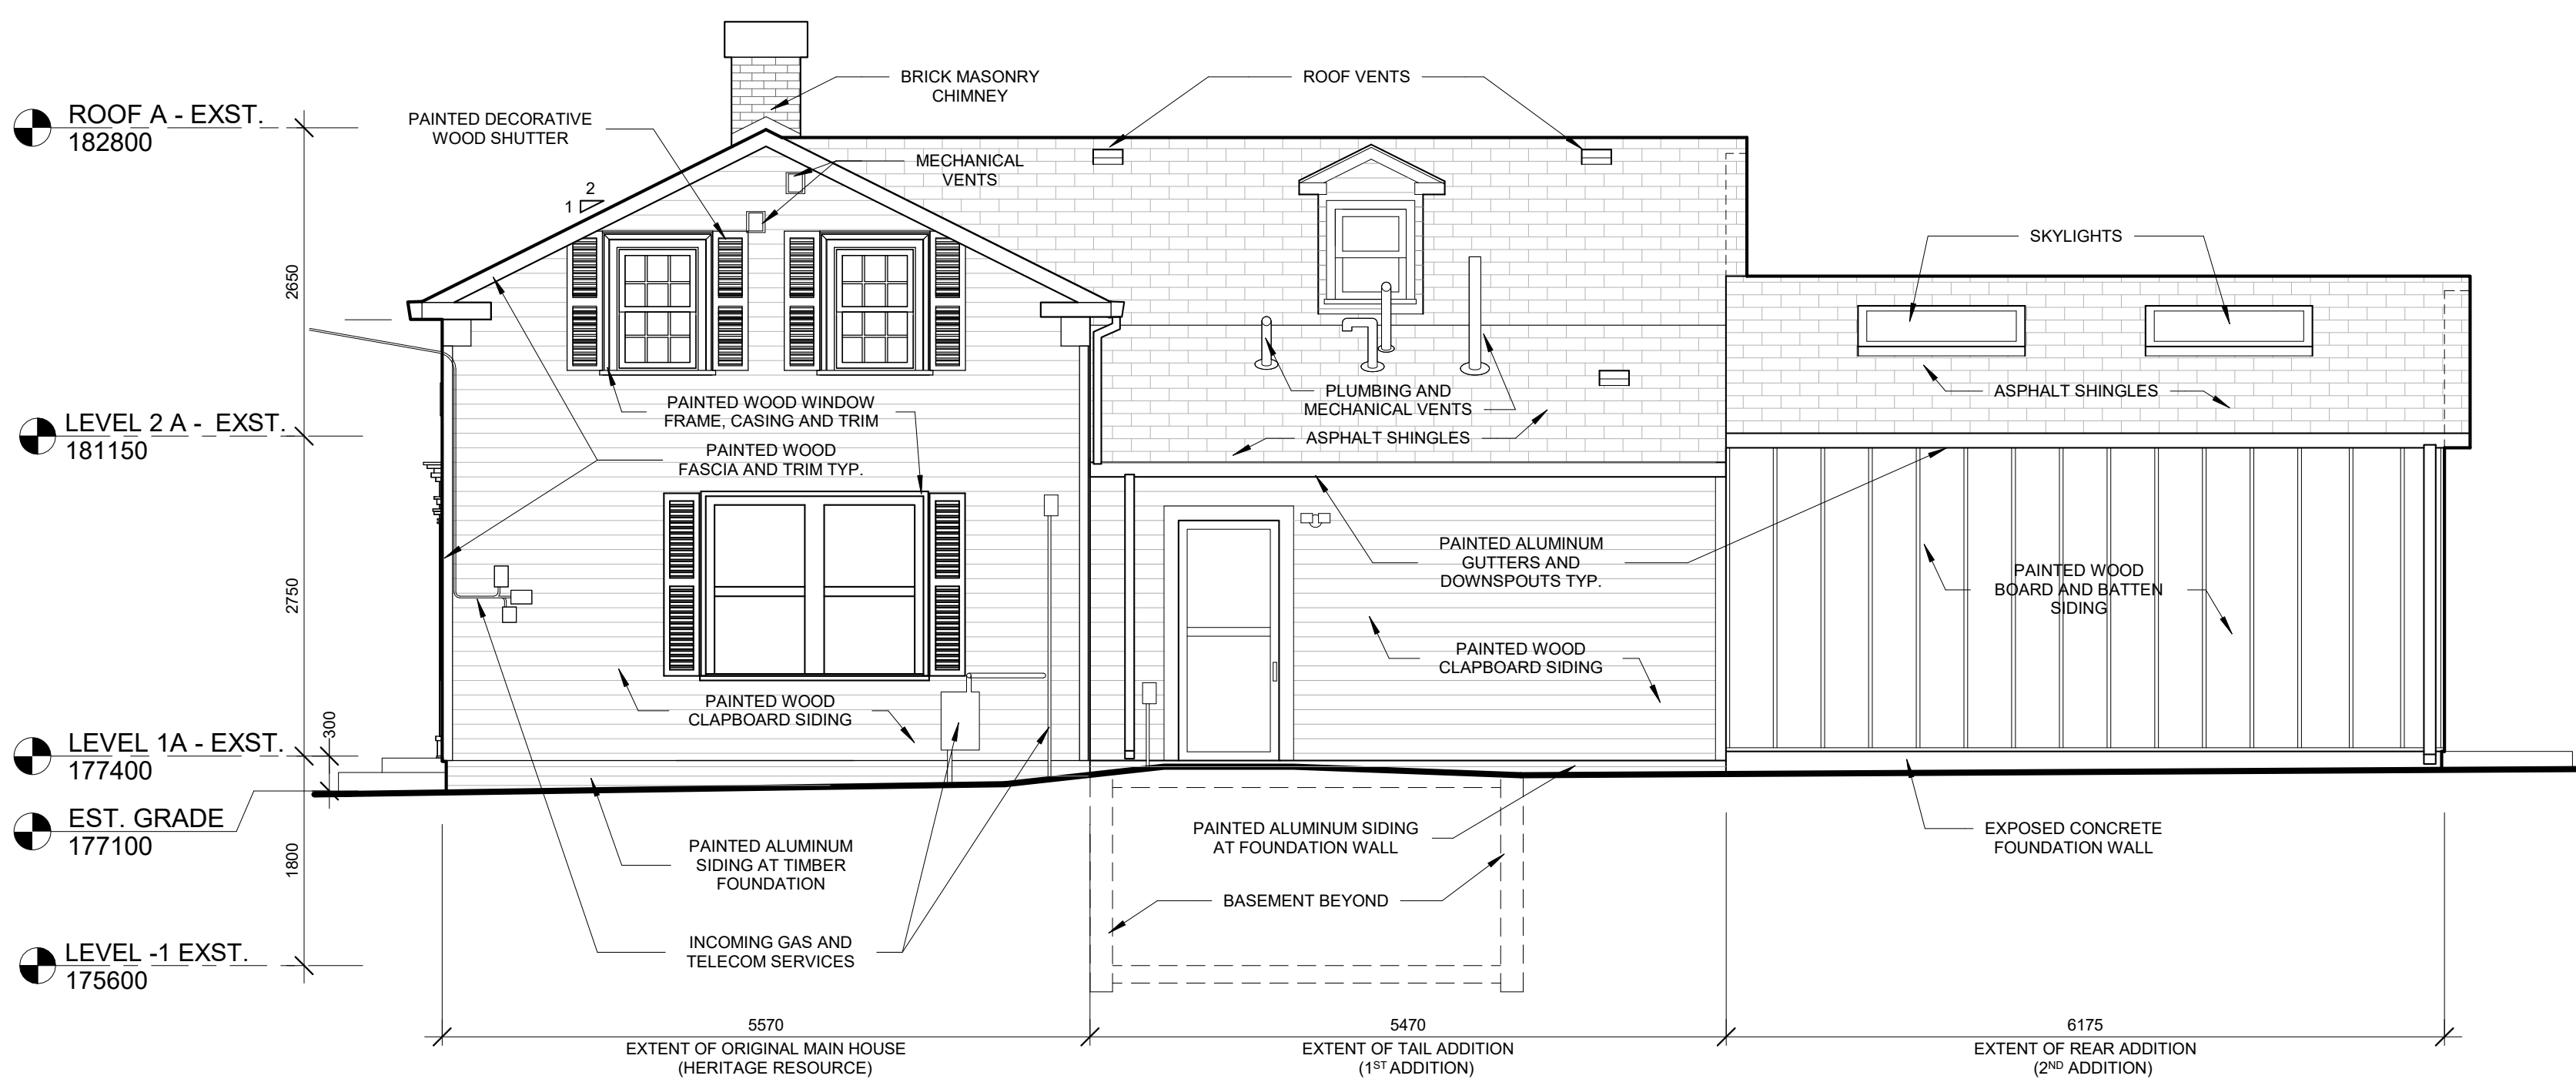 BRICK MASONRY
CHIMNEY
ROOF VENTS
ROOF A - EXST.
182800
PAINTED DECORATIVE
WOOD SHUTTER
MECHANICAL
VENTS
2
1
SKYLIGHTS
2650
PLUMBING AND
MECHANICAL VENTS
ASPHALT SHINGLES
ASPHALT SHINGLES
LEVEL 2 A - EXST.
181150
PAINTED WOOD WINDOW
FRAME, CASING AND TRIM
PAINTED WOOD
FASCIA AND TRIM TYP.
2750
PAINTED ALUMINUM
GUTTERS AND
DOWNSPOUTS TYP.
PAINTED WOOD
BOARD AND BATTEN
SIDING
PAINTED WOOD
CLAPBOARD SIDING
PAINTED WOOD
CLAPBOARD SIDING
300
LEVEL 1A - EXST.
177400
EST. GRADE
177100
1800
PAINTED ALUMINUM
SIDING AT TIMBER
FOUNDATION
PAINTED ALUMINUM SIDING
AT FOUNDATION WALL
EXPOSED CONCRETE
FOUNDATION WALL
BASEMENT BEYOND
LEVEL -1 EXST.
175600
INCOMING GAS AND
TELECOM SERVICES
5570
EXTENT OF ORIGINAL MAIN HOUSE
(HERITAGE RESOURCE)
5470
EXTENT OF TAIL ADDITION
(1ST ADDITION)
6175
EXTENT OF REAR ADDITION
(2ND ADDITION)